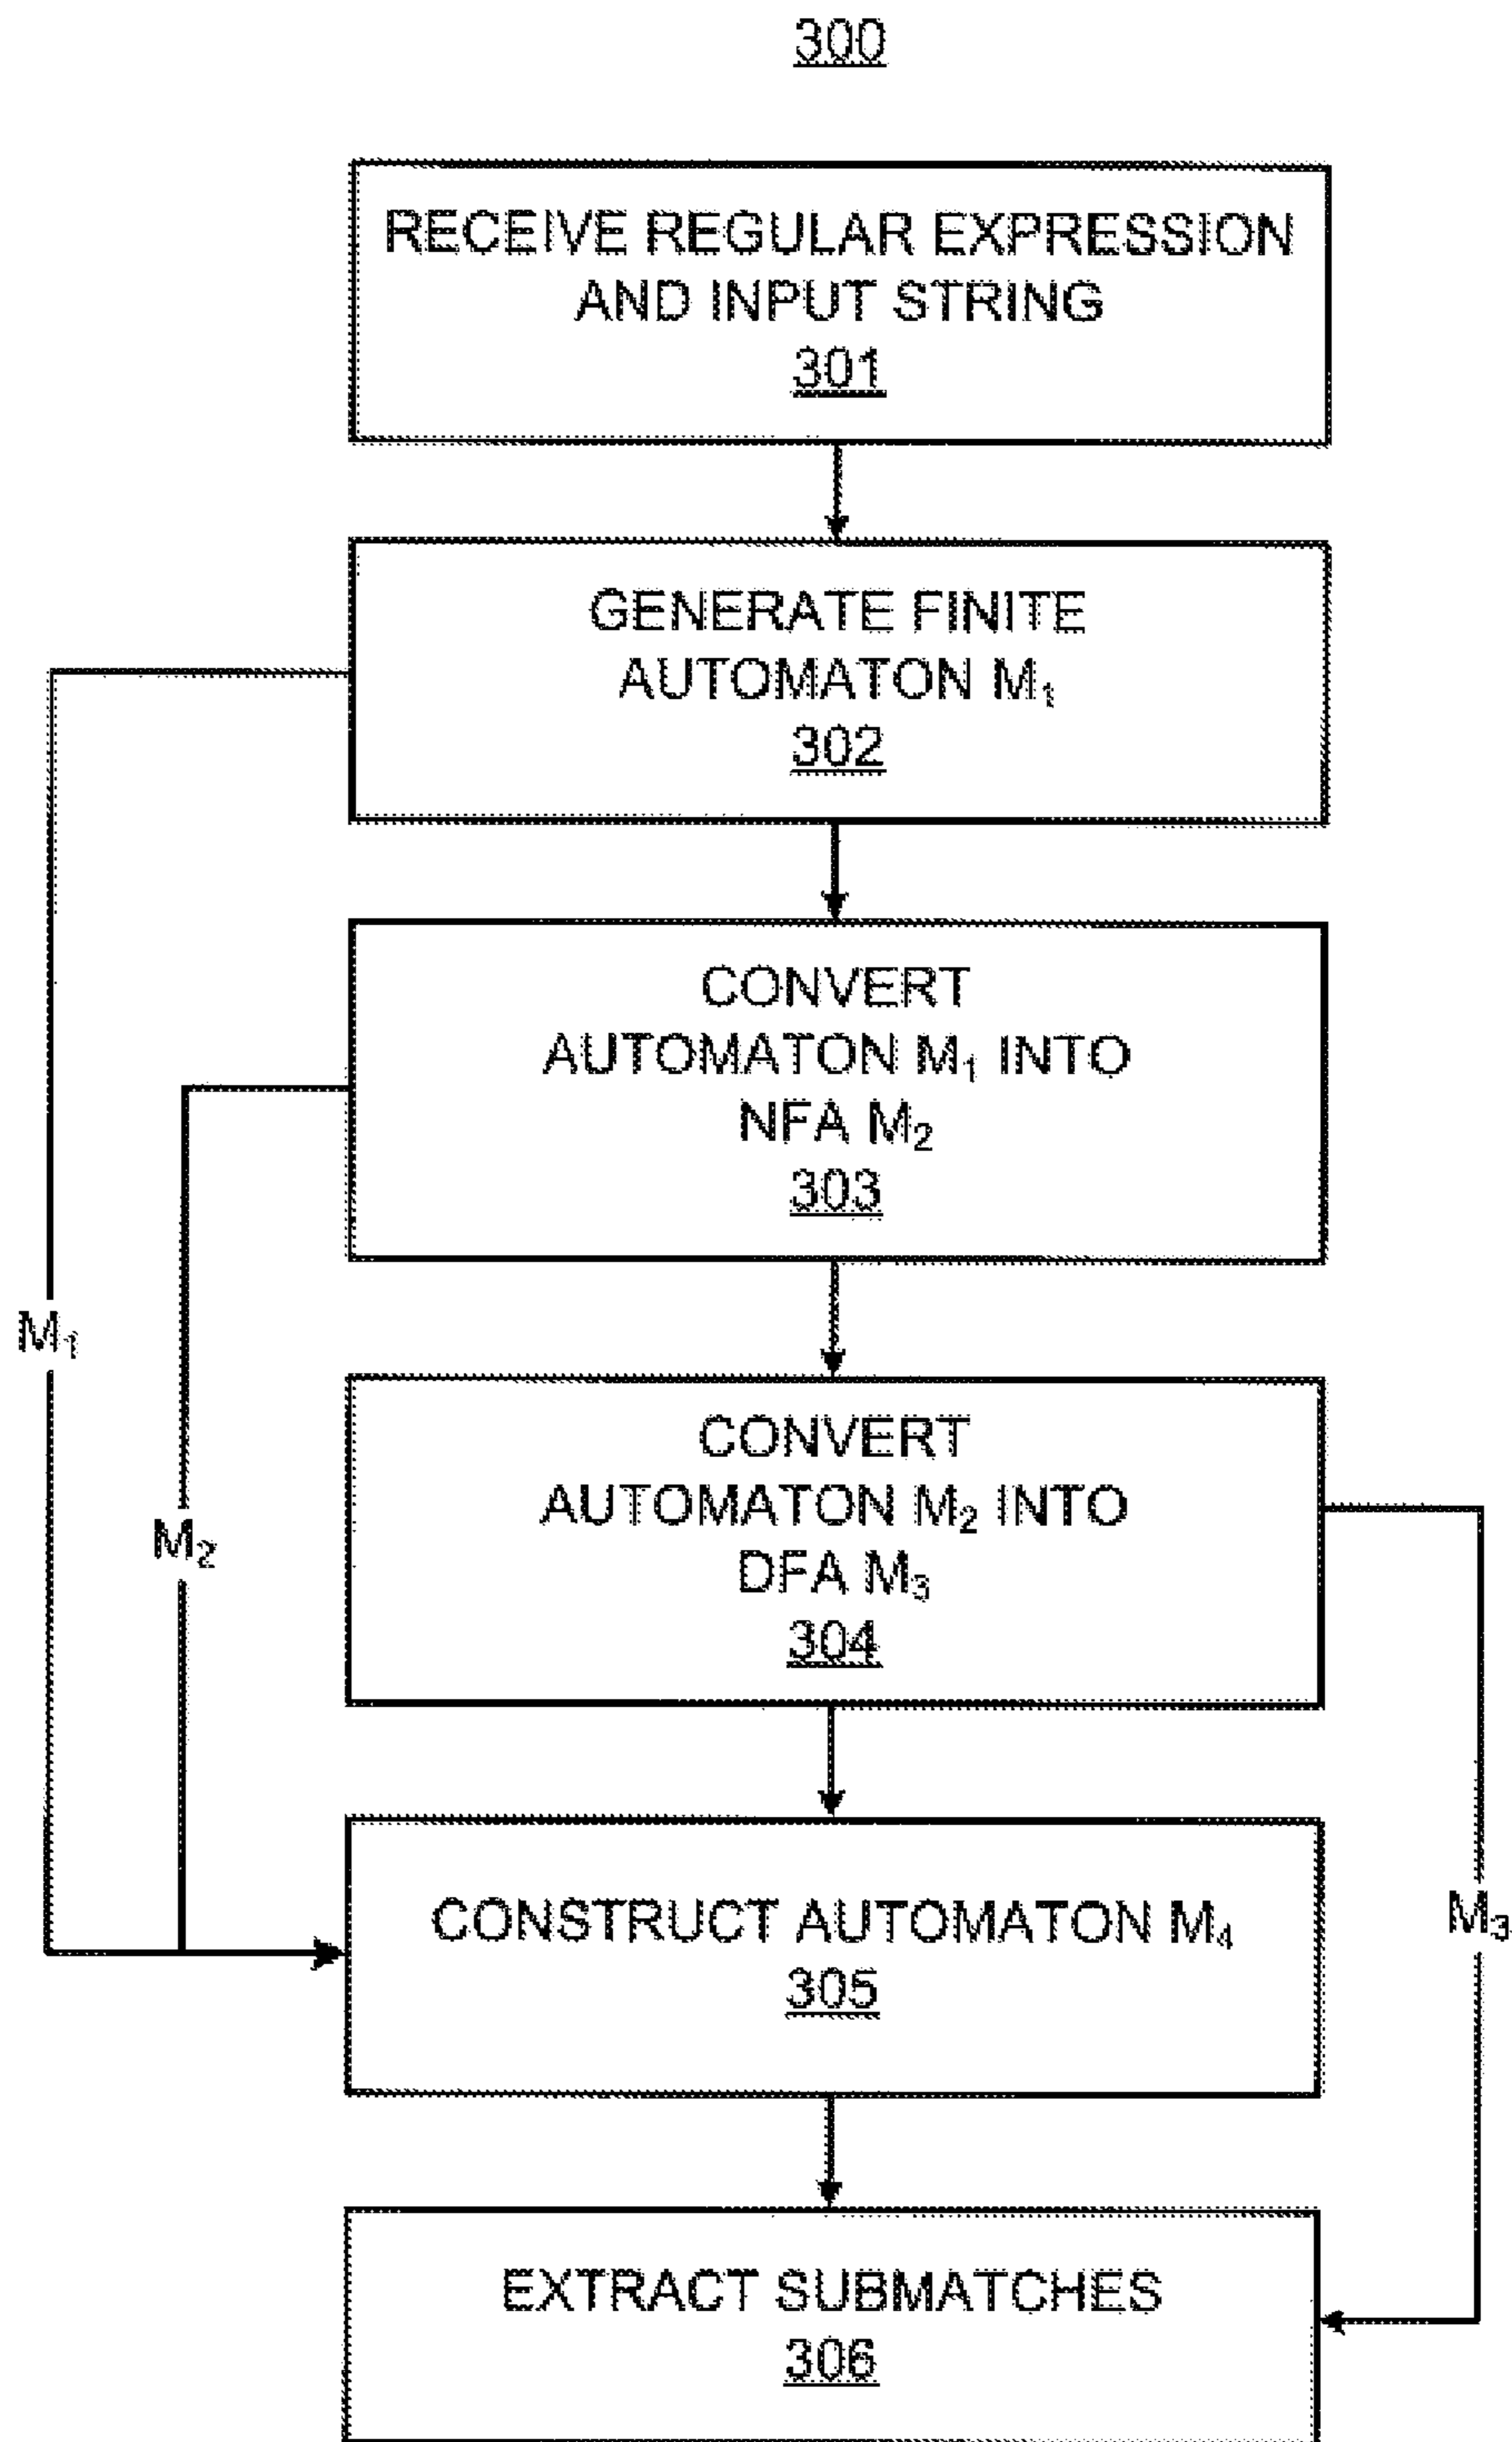 300
RECEIVE REGULAR EXPRESSION
AND INPUT STRING
301
GENERATE FINITE
AUTOMATON M₁
302
CONVERT
AUTOMATON M₁ INTO
NFA M₂
303
M₁
CONVERT
AUTOMATON M₂ INTO
DFA M₃
304
M₂
CONSTRUCT AUTOMATON M₄
305
M₃
EXTRACT SUBMATCHES
306